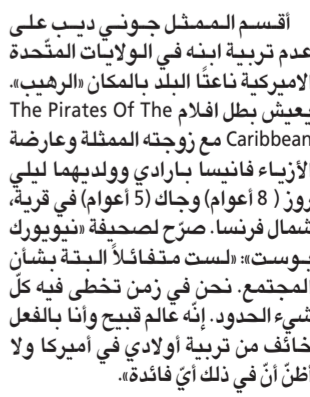 أقسم الممثل جوني ديب على
عدم تربية ابنه في الولايات المتّحدة
الاميركية ناعتًا البلد بالمكان «الرهيب».
يعيش بطل افلام The Pirates Of The
Caribbean مع زوجته الممثلة وعارضة
الأزياء فانيسا بارادي وولديهما ليلي
روز ( 8 أعوام) وجاك (5 أعوام) في قرية،
شمال فرنسا. صرّح لصحيفة «نيويورك
بوست»: «لست متفائلاً البتة بشأن
المجتمع. نحن في زمن تخطى فيه كلّ
شيء الحدود. إنّه عالم قبيح وأنا بالفعل
خائف من تربية أولادي في أميركا ولا
أظنّ أنّ في ذلك أيّ فائدة».